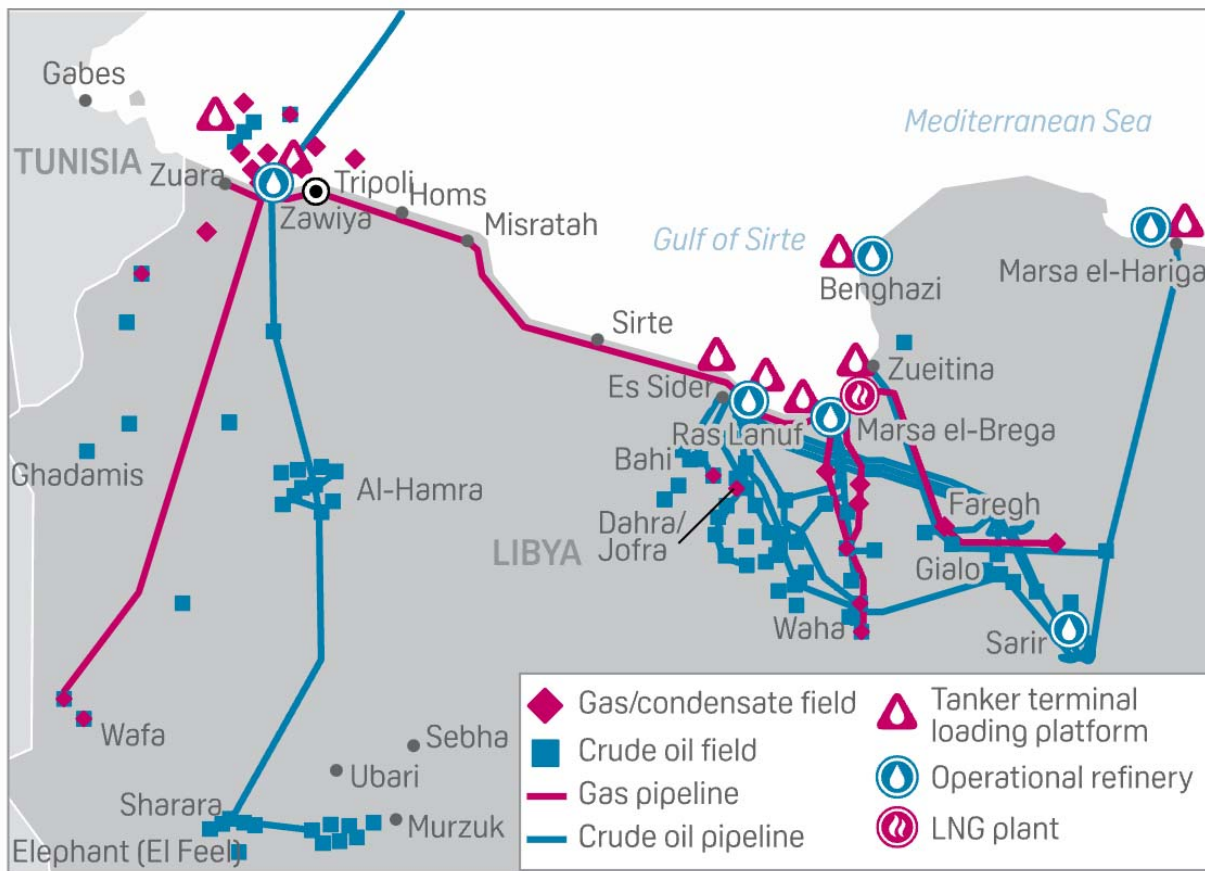 Gabes
Mediterranean Sea
TUNISIA
Zuara
Tripoli
Homs
Zawiya
Misratah
Gulf of Sirte
Benghazi
Marsa el-Hariga
Sirte
Es Sider
Zueitina
Ras Lanuf
Marsa el-Brega
Bahi
Ghadamis
Al-Hamra
Dahra/
Jofra
Faregh
LIBYA
Gialo
Waha
Sarir
Wafa
Sebha
Ubari
Sharara
Murzuk
Elephant (El Feel)
Gas/condensate field
Crude oil field
Gas pipeline
Crude oil pipeline
Tanker terminal
loading platform
Operational refinery
LNG plant